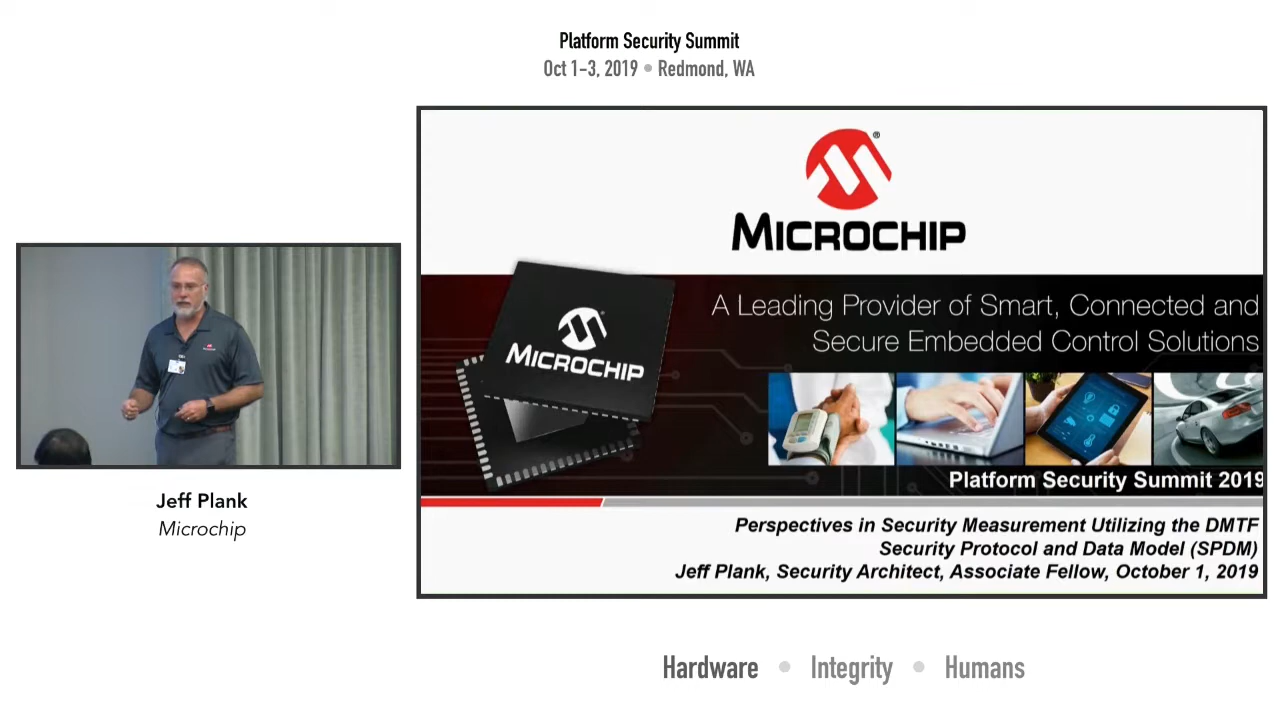 Platform Security Summit
Oct 1-3, 2019 • Redmond, WA
Jeff Plank
Microchip
®
MICROCHIP
MICROCHIP
A Leading Provider of Smart, Connected and
Secure Embedded Control Solutions
Platform Security Summit 2019
Perspectives in Security Measurement Utilizing the DMTF
Security Protocol and Data Model (SPDM)
Jeff Plank, Security Architect, Associate Fellow, October 1, 2019
Hardware • Integrity • Humans